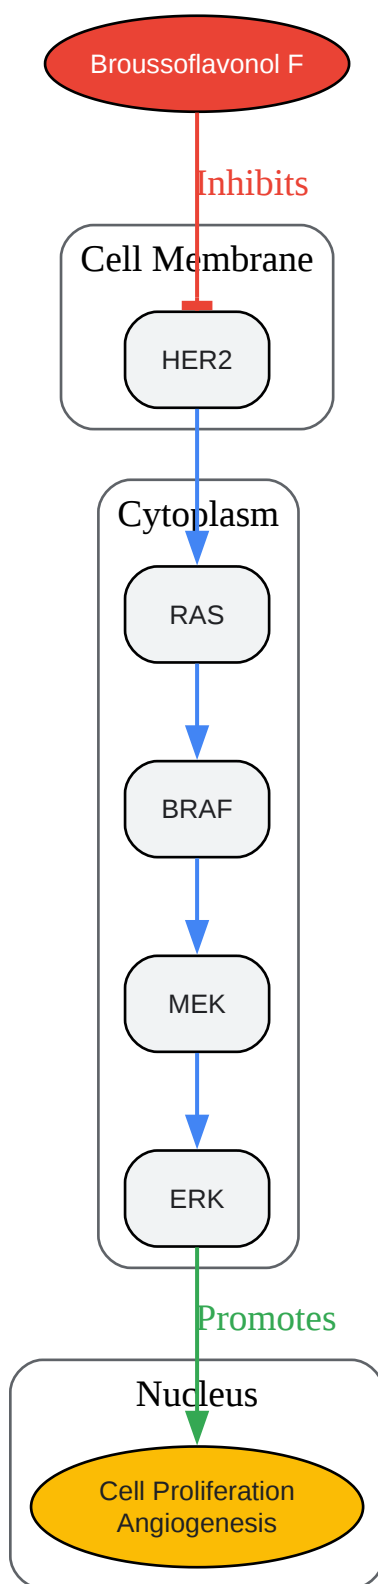 Broussoflavonol F
Inhibits
Cell Membrane
HER2
Cytoplasm
RAS
BRAF
MEK
ERK
Promotes
Nucleus
Cell Proliferation
Angiogenesis